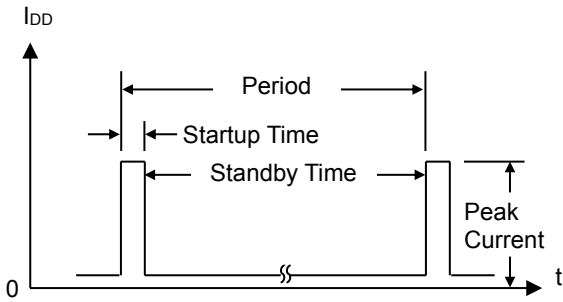 IDD
Period
Startup Time
Standby Time
Peak
Current
0
t